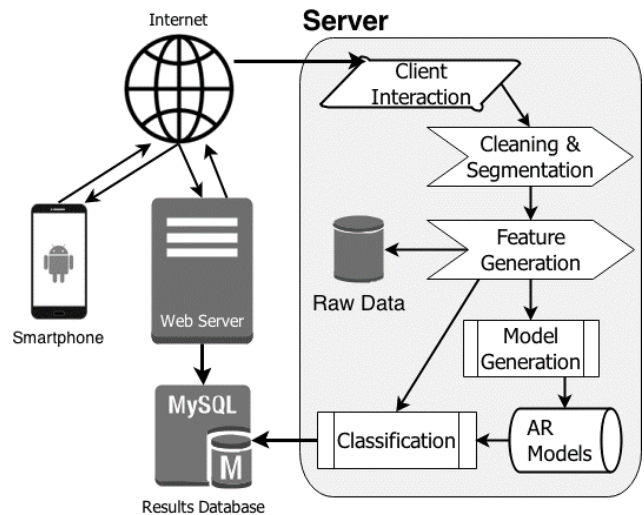 Internet
Server
Client
Interaction
Cleaning &
Segmentation
Feature
Generation
Raw Data
Smartphone
Web Server
Model
Generation
MySQL
M
Classification
AR
Models
Results Database